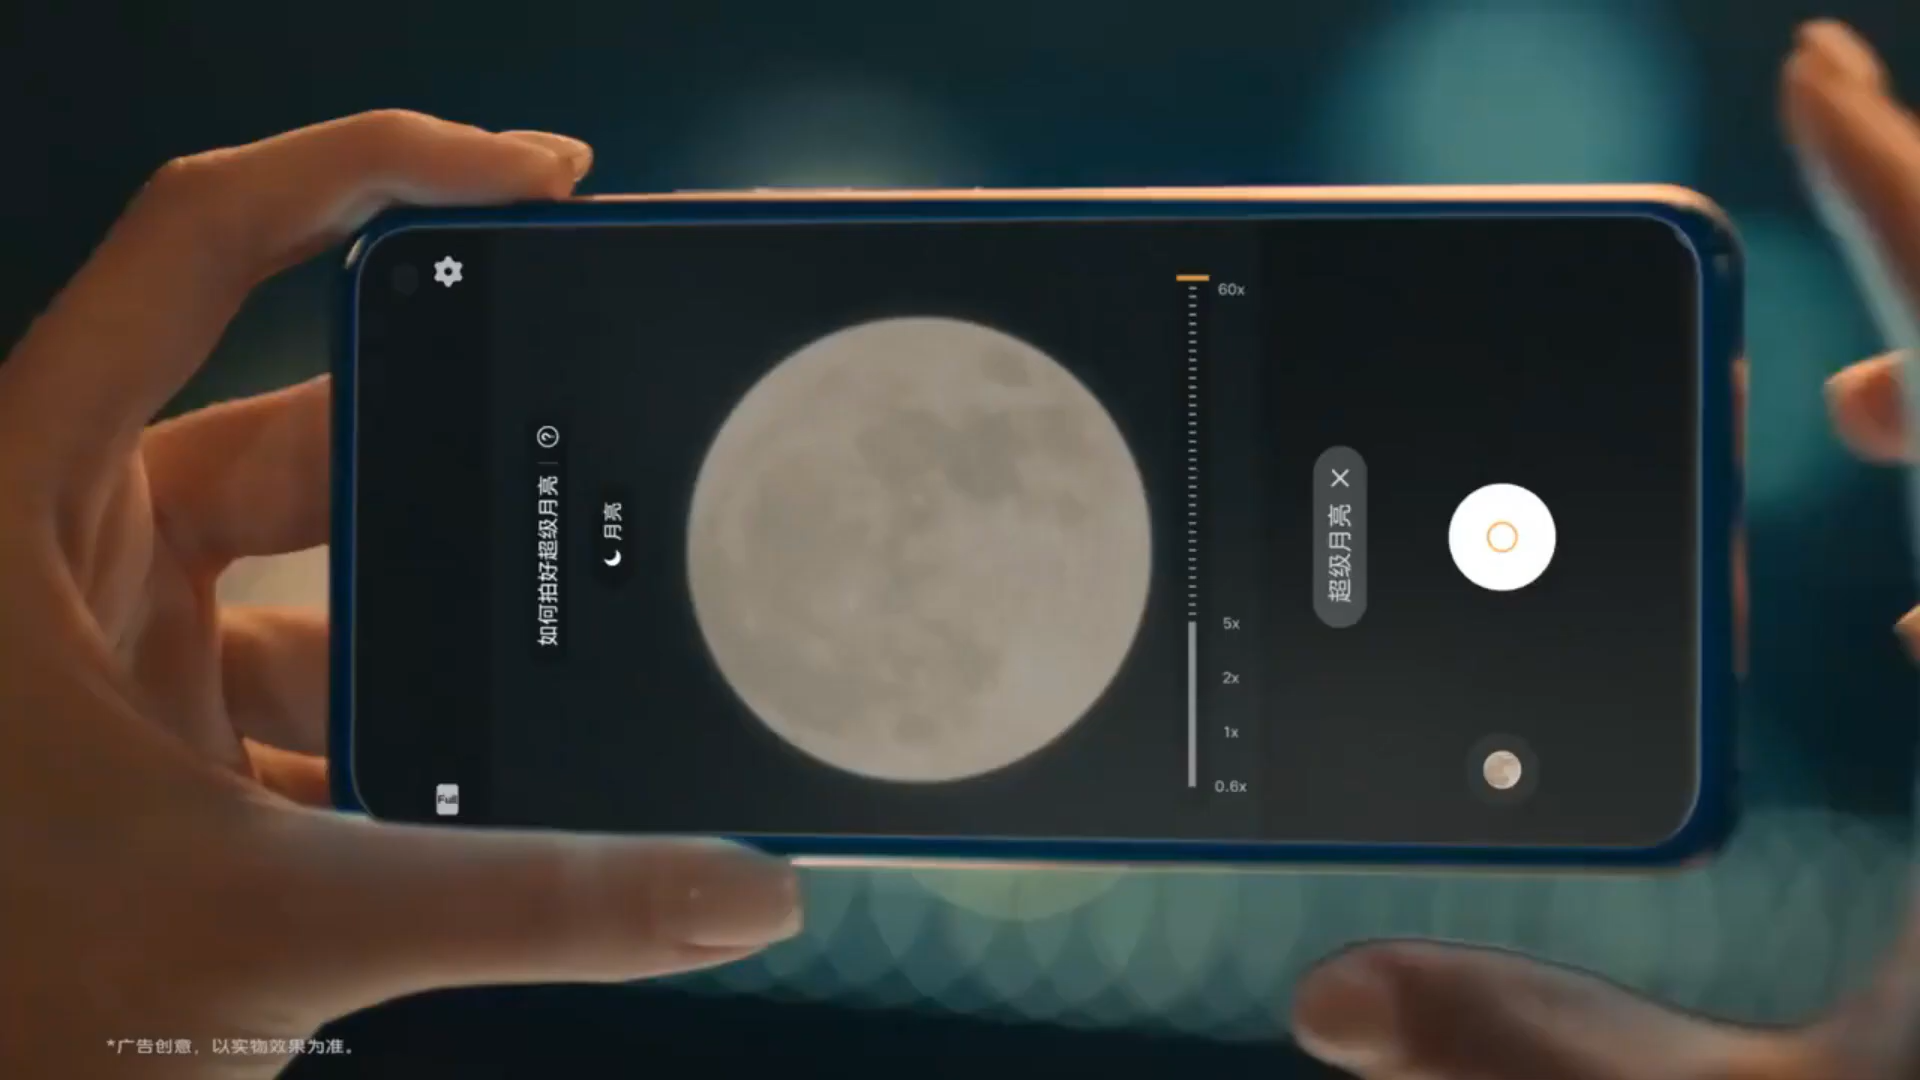 Full
如何拍好超级月亮 | ?
月亮
60x
5x
2x
1x
0.6x
超级月亮 ×
*广告创意，以实物效果为准。